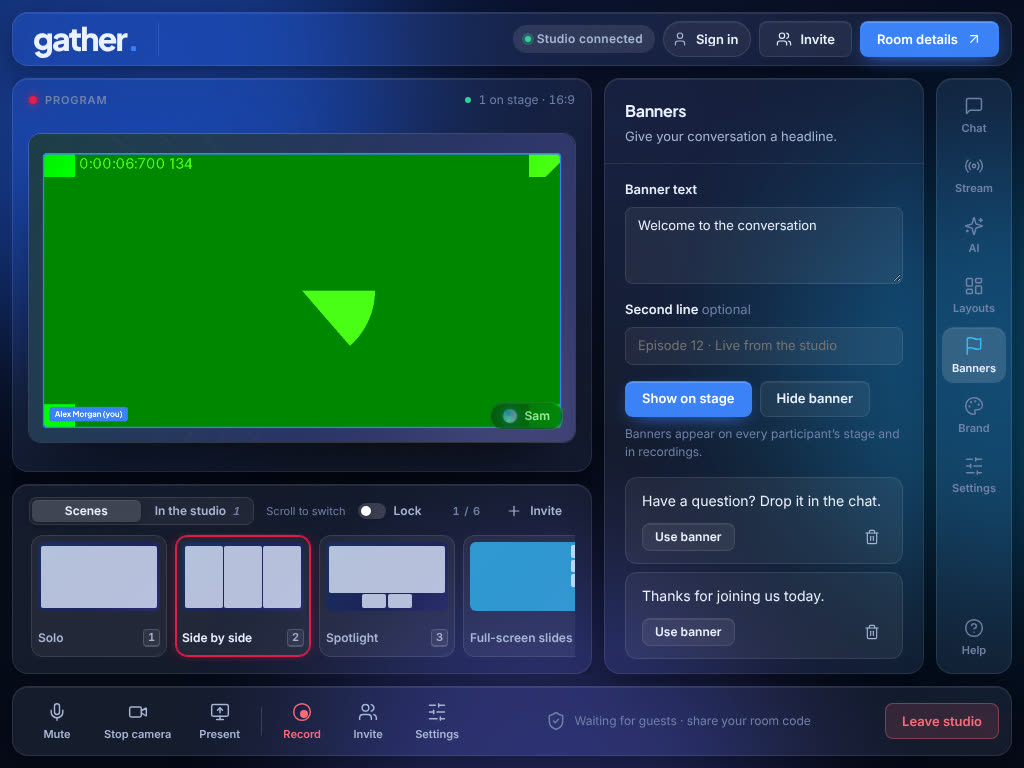 gather.
Studio connected
Sign in
Invite
Room details
PROGRAM
1 on stage · 16:9
0:00:06:700 134
Alex Morgan (you)
Sam
Scenes
In the studio 1
Scroll to switch
Lock
1 / 6
Invite
Solo
1
Side by side
2
Spotlight
3
Full-screen slides
Banners
Give your conversation a headline.
Banner text
Welcome to the conversation
Second line optional
Episode 12 · Live from the studio
Show on stage
Hide banner
Banners appear on every participant's stage and
in recordings.
Have a question? Drop it in the chat.
Use banner
Thanks for joining us today.
Use banner
Chat
Stream
AI
Layouts
Banners
Brand
Settings
Help
Mute
Stop camera
Present
Record
Invite
Settings
Waiting for guests · share your room code
Leave studio